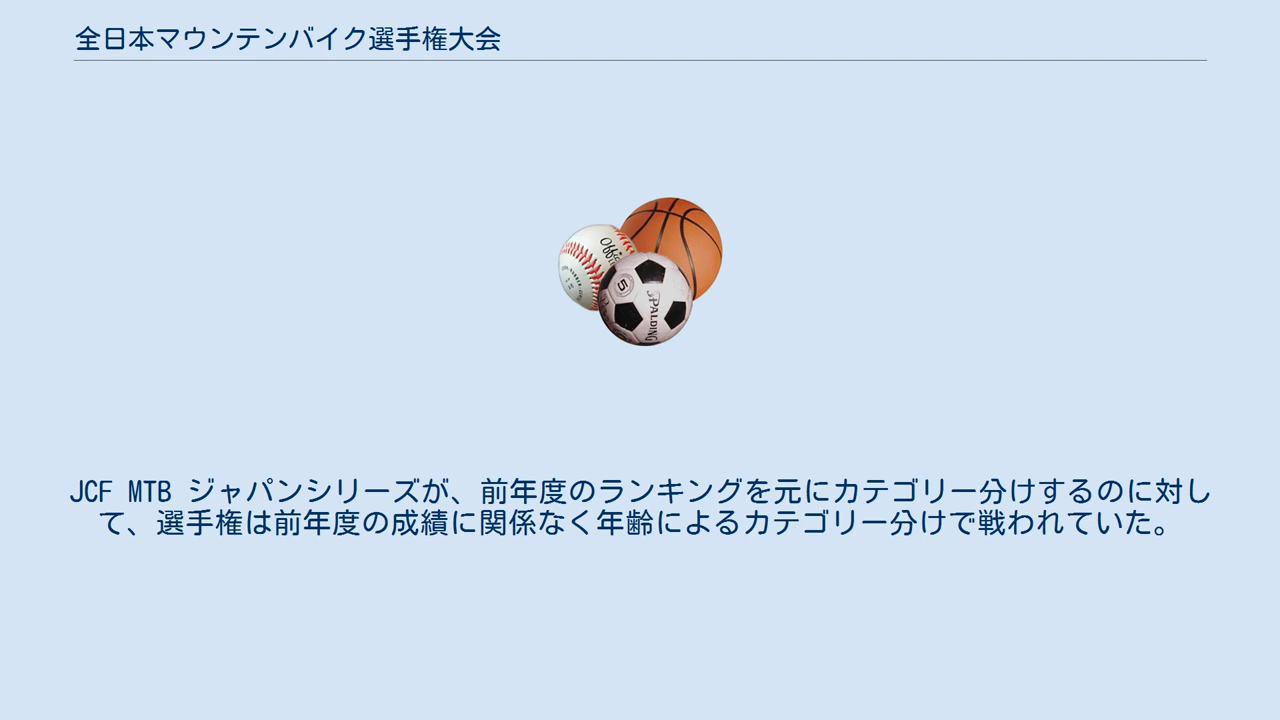 全日本マウンテンバイク選手権大会
Official
5
SPALDING
JCF MTB ジャパンシリーズが、前年度のランキングを元にカテゴリー分けするのに対し
て、選手権は前年度の成績に関係なく年齢によるカテゴリー分けで戦われていた。